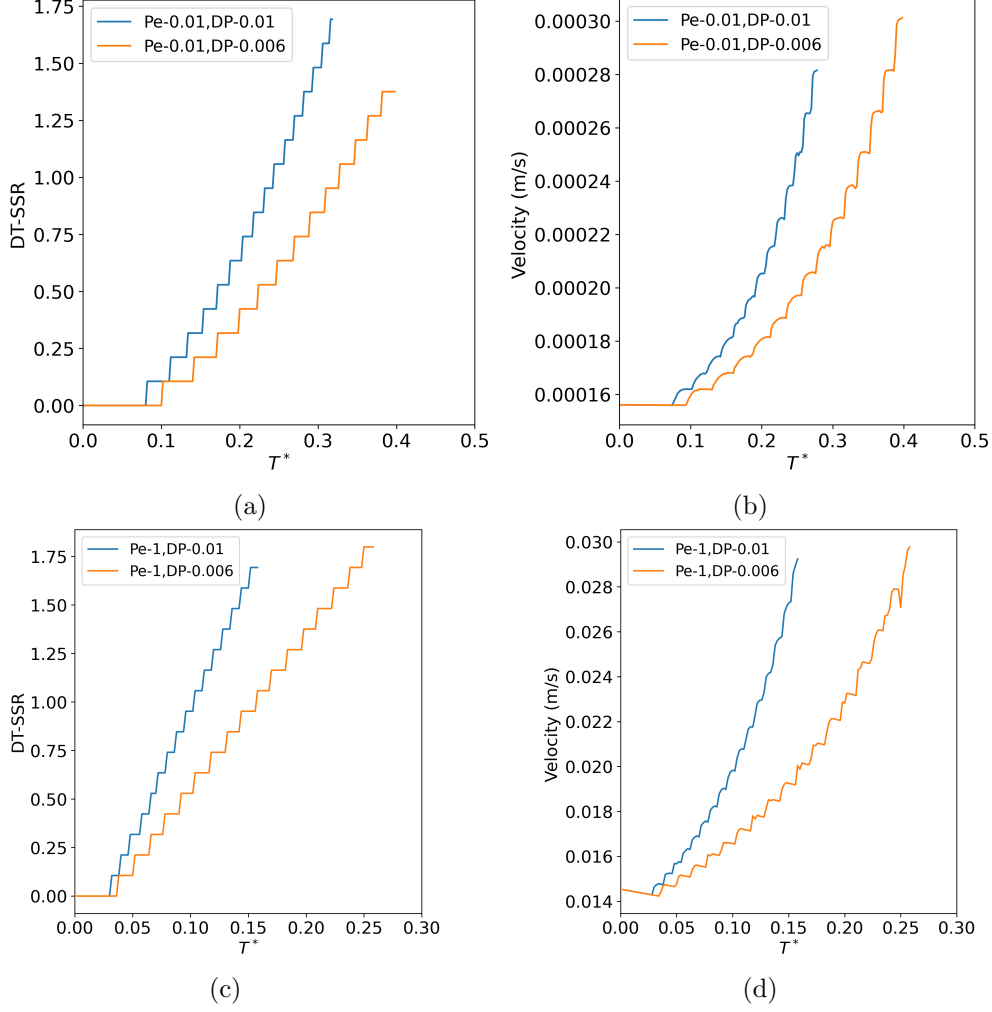 1.75
1.50
1.25
1.00
0.75
0.50
0.25
0.00
DT-SSR
Pe-0.01,DP-0.01
Pe-0.01,DP-0.006
0.0 0.1 0.2 0.3 0.4 0.5
T*
(a)
0.00030
0.00028
0.00026
0.00024
0.00022
0.00020
0.00018
0.00016
Velocity (m/s)
Pe-0.01,DP-0.01
Pe-0.01,DP-0.006
0.0 0.1 0.2 0.3 0.4 0.5
T*
(b)
1.75
1.50
1.25
1.00
0.75
0.50
0.25
0.00
DT-SSR
Pe-1,DP-0.01
Pe-1,DP-0.006
0.00 0.05 0.10 0.15 0.20 0.25 0.30
T*
(c)
0.030
0.028
0.026
0.024
0.022
0.020
0.018
0.016
0.014
Velocity (m/s)
Pe-1,DP-0.01
Pe-1,DP-0.006
0.00 0.05 0.10 0.15 0.20 0.25 0.30
T*
(d)